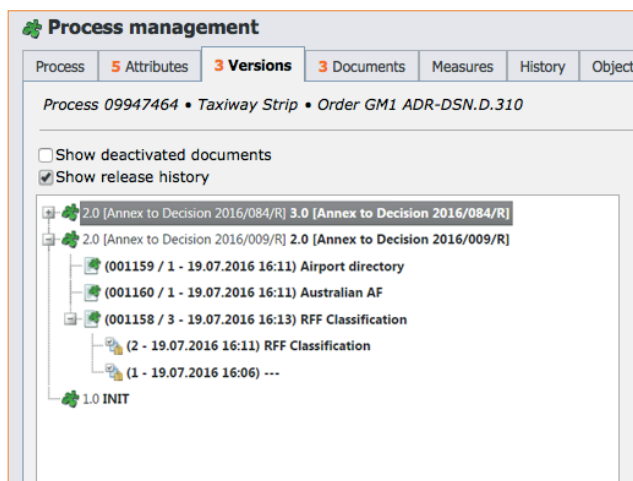 Process management
Process 5 Attributes 3 Versions 3 Documents Measures History Object
Process 09947464 • Taxiway Strip • Order GM1 ADR-DSN.D.310
Show deactivated documents
Show release history
2.0 [Annex to Decision 2016/084/R] 3.0 [Annex to Decision 2016/084/R]
2.0 [Annex to Decision 2016/009/R] 2.0 [Annex to Decision 2016/009/R]
(001159 / 1 - 19.07.2016 16:11) Airport directory
(001160 / 1 - 19.07.2016 16:11) Australian AF
(001158 / 3 - 19.07.2016 16:13) RFF Classification
(2 - 19.07.2016 16:11) RFF Classification
(1 - 19.07.2016 16:06) ---
1.0 INIT